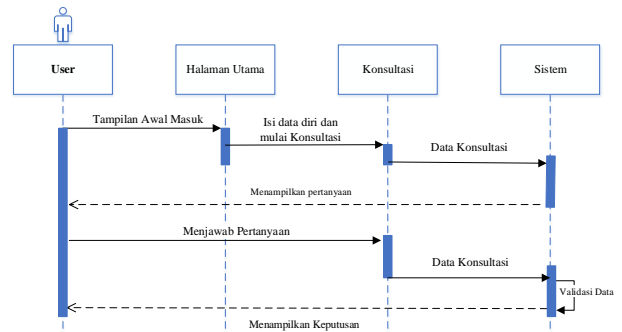 User
Halaman Utama
Konsultasi
Sistem
Tampilan Awal Masuk
Isi data diri dan
mulai Konsultasi
Data Konsultasi
Menampilkan pertanyaan
Menjawab Pertanyaan
Data Konsultasi
Validasi Data
Menampilkan Keputusan